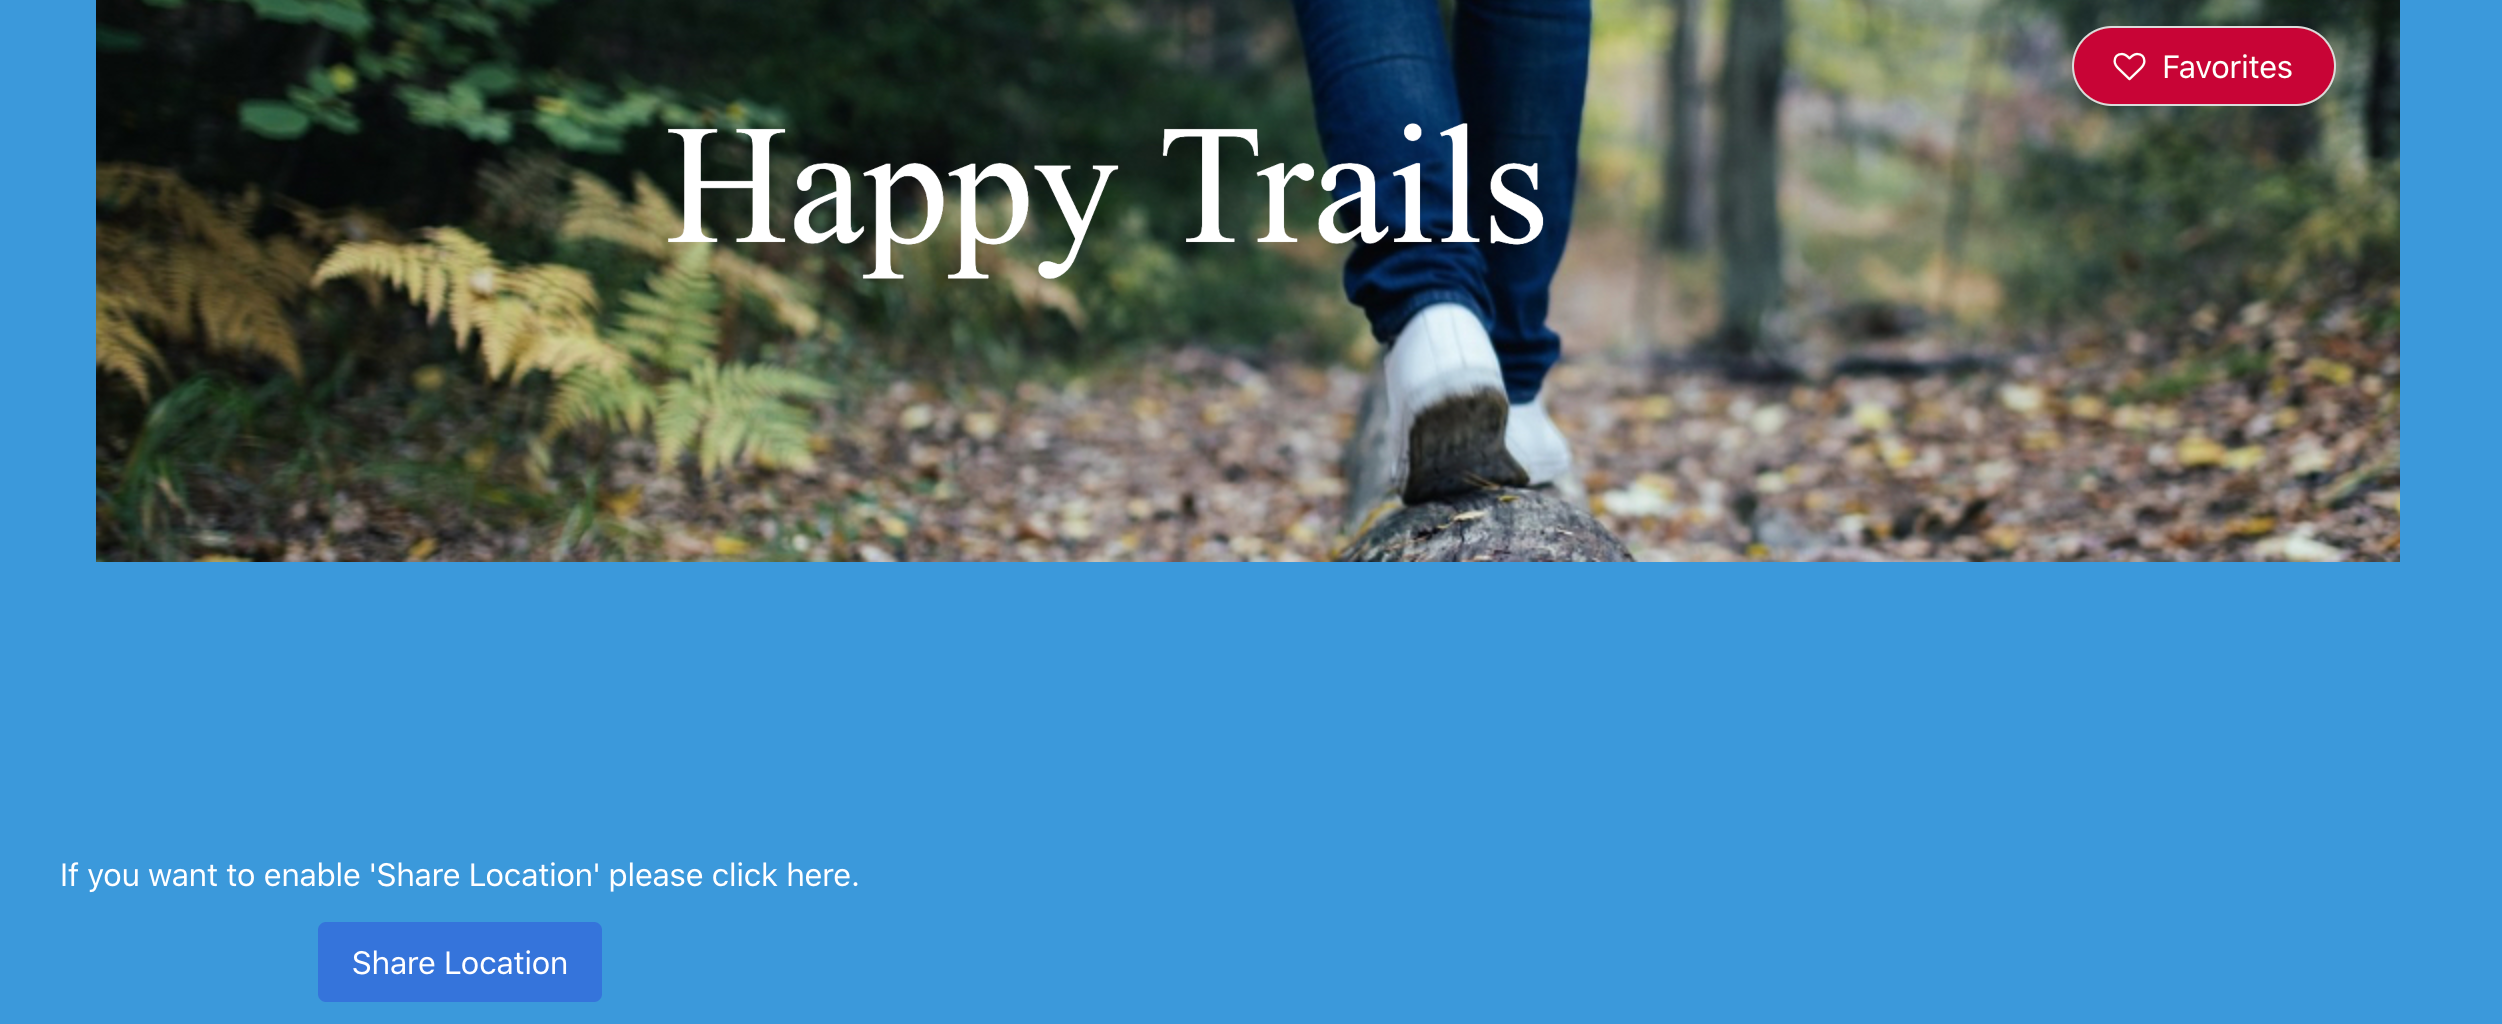 Favorites
Happy Trails
If you want to enable 'Share Location' please click here.
Share Location